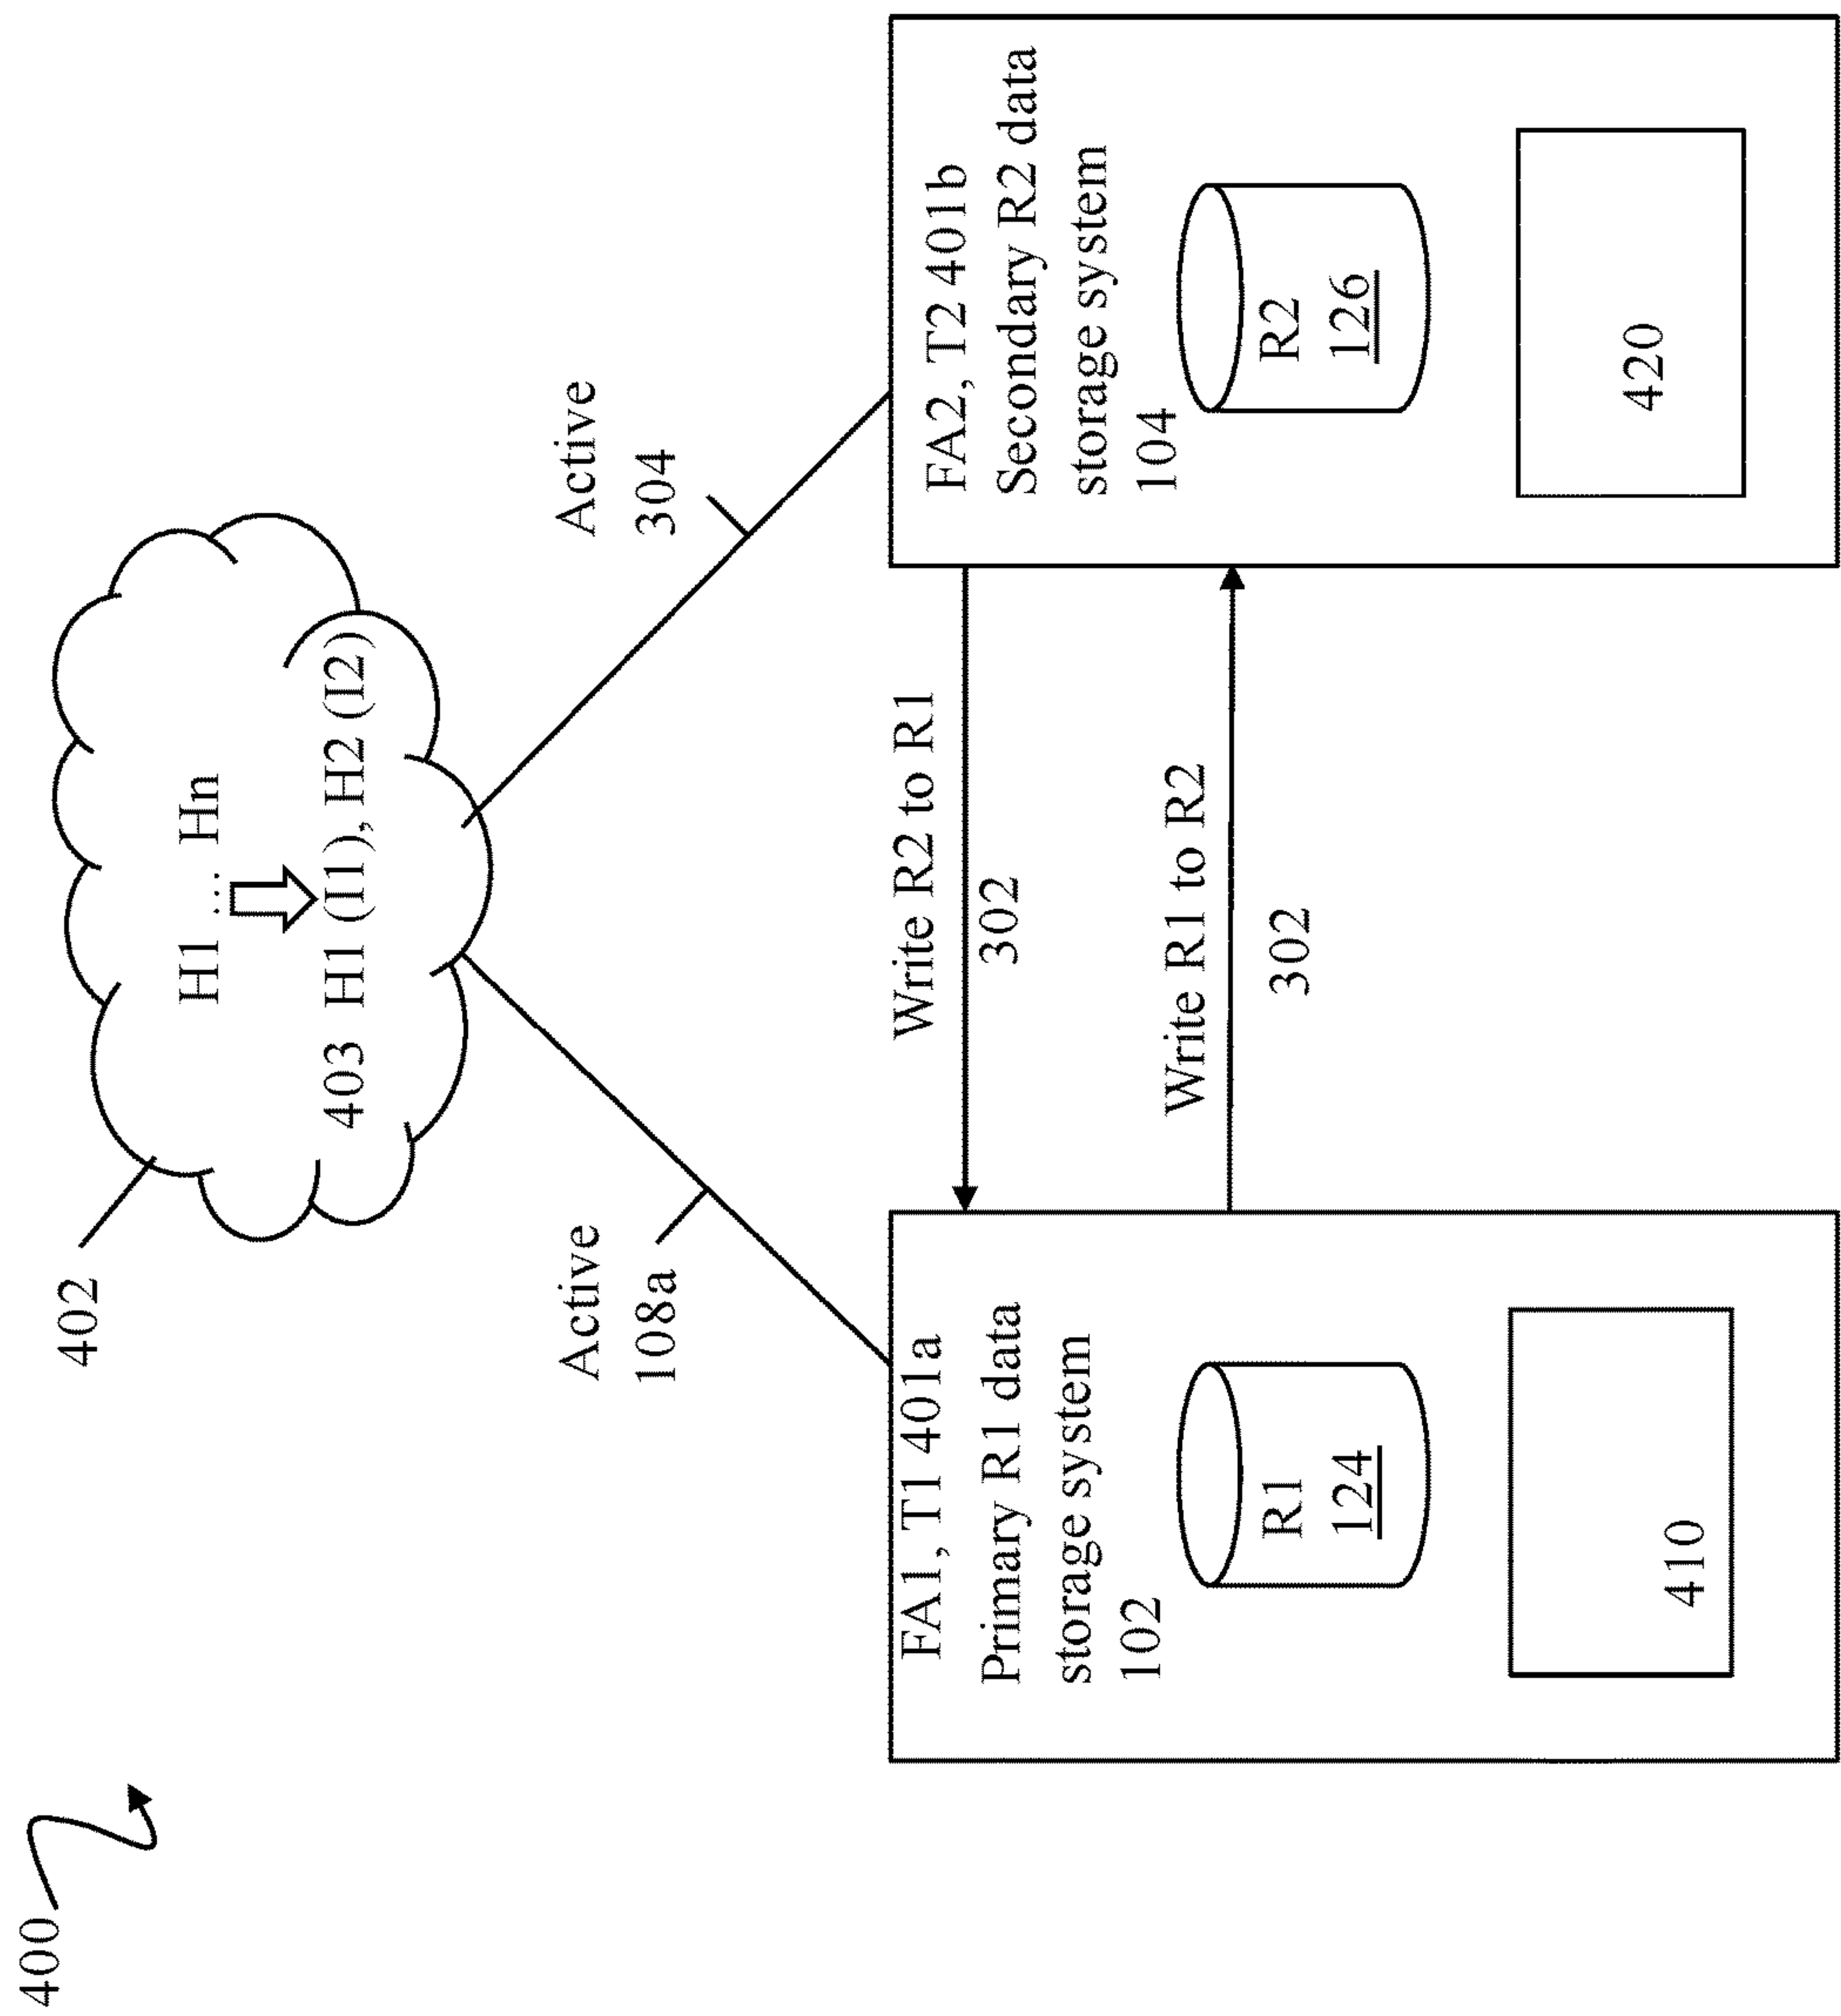 400
402
H1 ... Hn
403 H1 (I1), H2 (I2)
Active
108a
Active
304
FA1, T1 401a
Primary R1 data
storage system
102
R1
124
410
Write R2 to R1
302
Write R1 to R2
302
FA2, T2 401b
Secondary R2 data
storage system
104
R2
126
420